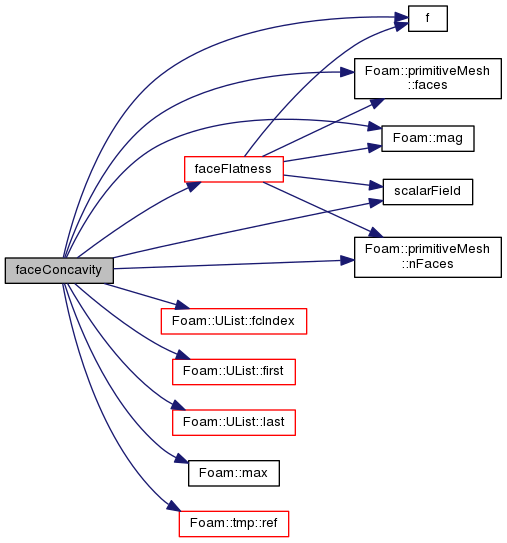 f
Foam::primitiveMesh
::faces
Foam::mag
faceFlatness
scalarField
Foam::primitiveMesh
::nFaces
faceConcavity
Foam::UList::fcIndex
Foam::UList::first
Foam::UList::last
Foam::max
Foam::tmp::ref